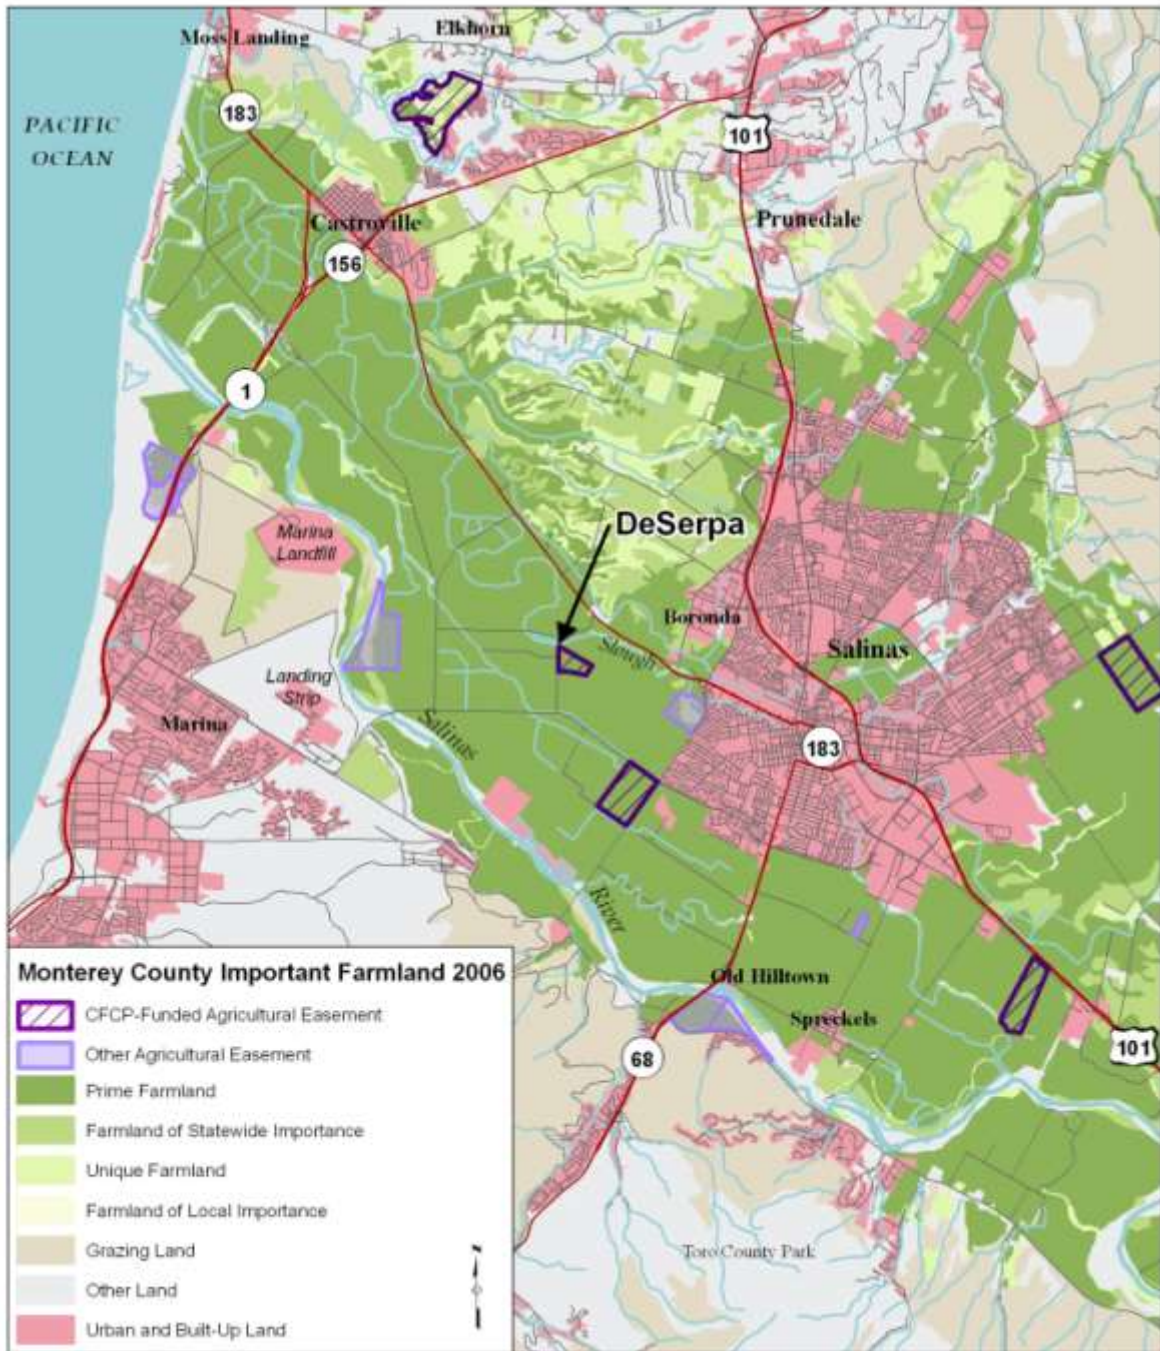 Moss Landing
Elkhorn
PACIFIC
OCEAN
183
101
Castroville
Prunedale
156
1
Marina
Landfill
DeSerpa
Boronda
Slough
Salinas
Landing
Strip
Marina
Salinas
183
River
Old Hilltown
Spreckels
68
101
Toro County Park
Monterey County Important Farmland 2006
CFCP-Funded Agricultural Easement
Other Agricultural Easement
Prime Farmland
Farmland of Statewide Importance
Unique Farmland
Farmland of Local Importance
Grazing Land
Other Land
Urban and Built-Up Land